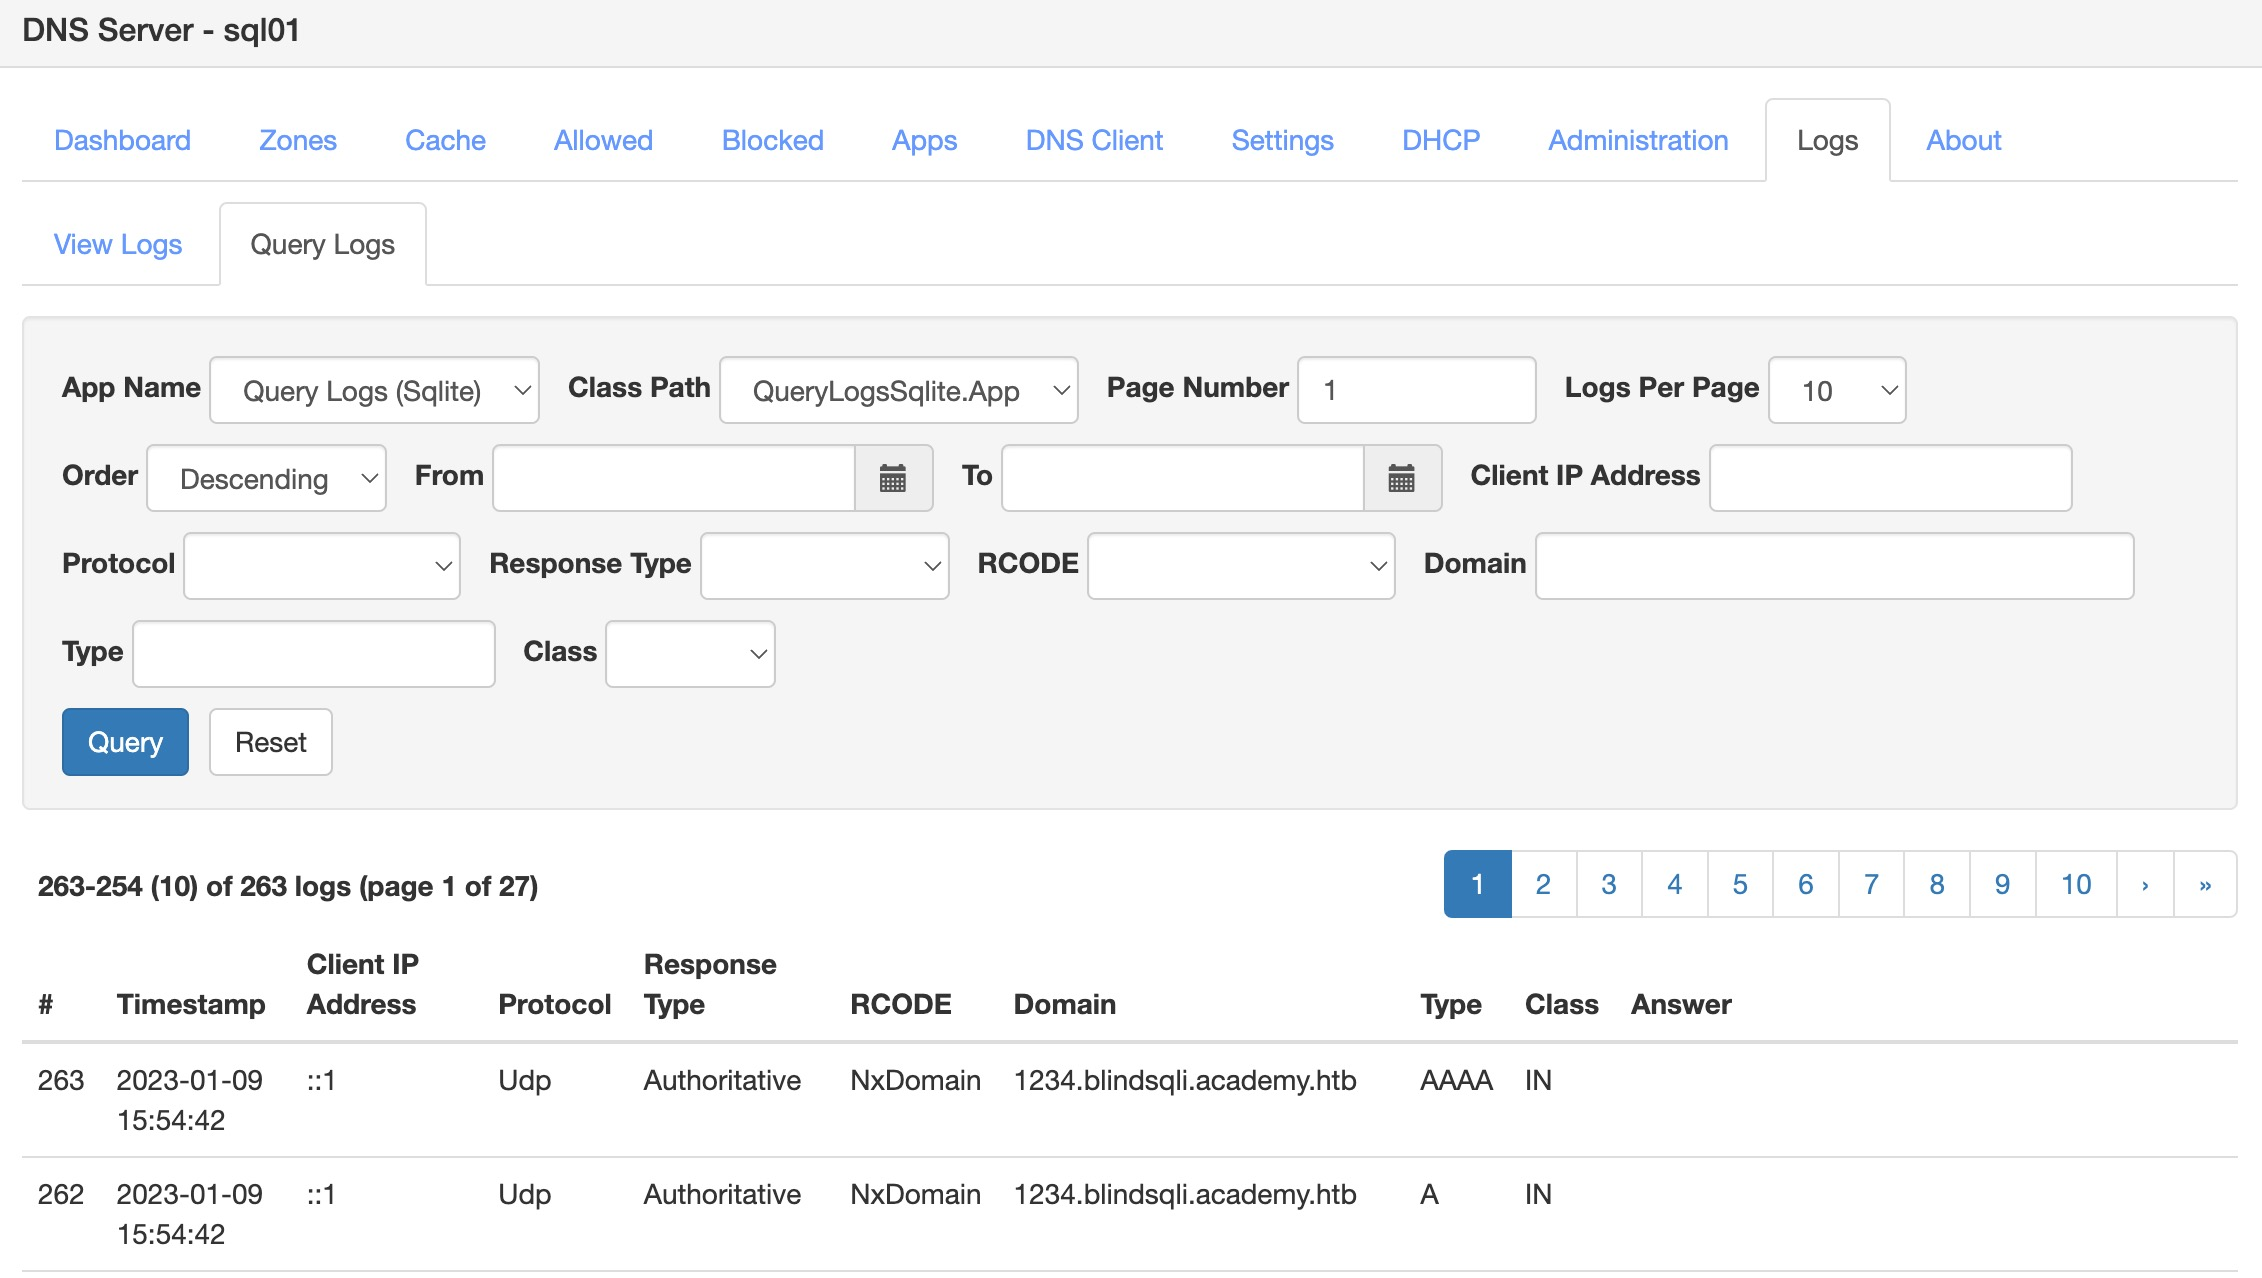 DNS Server - sql01
Dashboard Zones Cache Allowed Blocked Apps DNS Client Settings DHCP Administration Logs About
View Logs Query Logs
App Name Query Logs (Sqlite) Class Path QueryLogsSqlite.App Page Number 1 Logs Per Page 10
Order Descending From To Client IP Address
Protocol Response Type RCODE Domain
Type Class
Query Reset
263-254 (10) of 263 logs (page 1 of 27) 1 2 3 4 5 6 7 8 9 10 › »
# Timestamp Client IP Address Protocol Response Type RCODE Domain Type Class Answer
263 2023-01-09 15:54:42 ::1 Udp Authoritative NxDomain 1234.blindsqli.academy.htb AAAA IN
262 2023-01-09 15:54:42 ::1 Udp Authoritative NxDomain 1234.blindsqli.academy.htb A IN